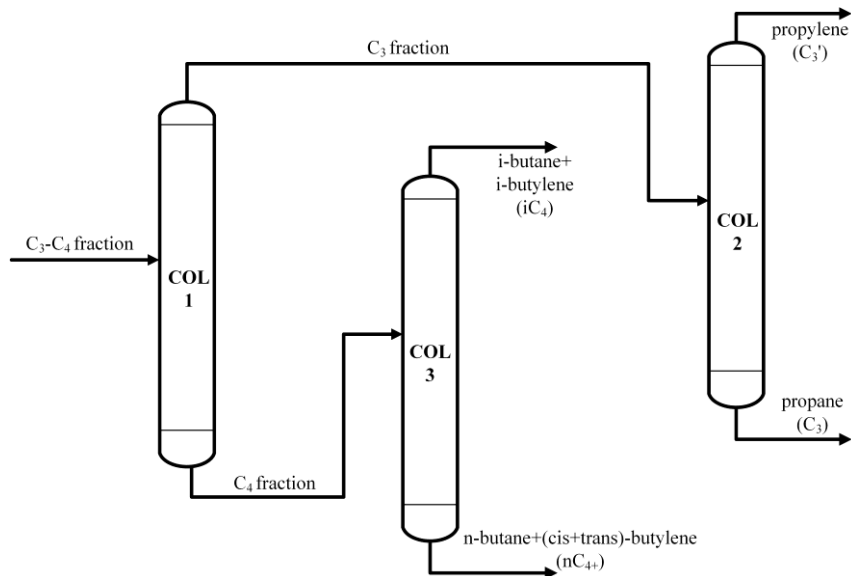 propylene
(C₃')
C₃ fraction
i-butane+
i-butylene
(iC₄)
C₃-C₄ fraction
COL
1
COL
2
COL
3
propane
(C₃)
C₄ fraction
n-butane+(cis+trans)-butylene
(nC₄₊)